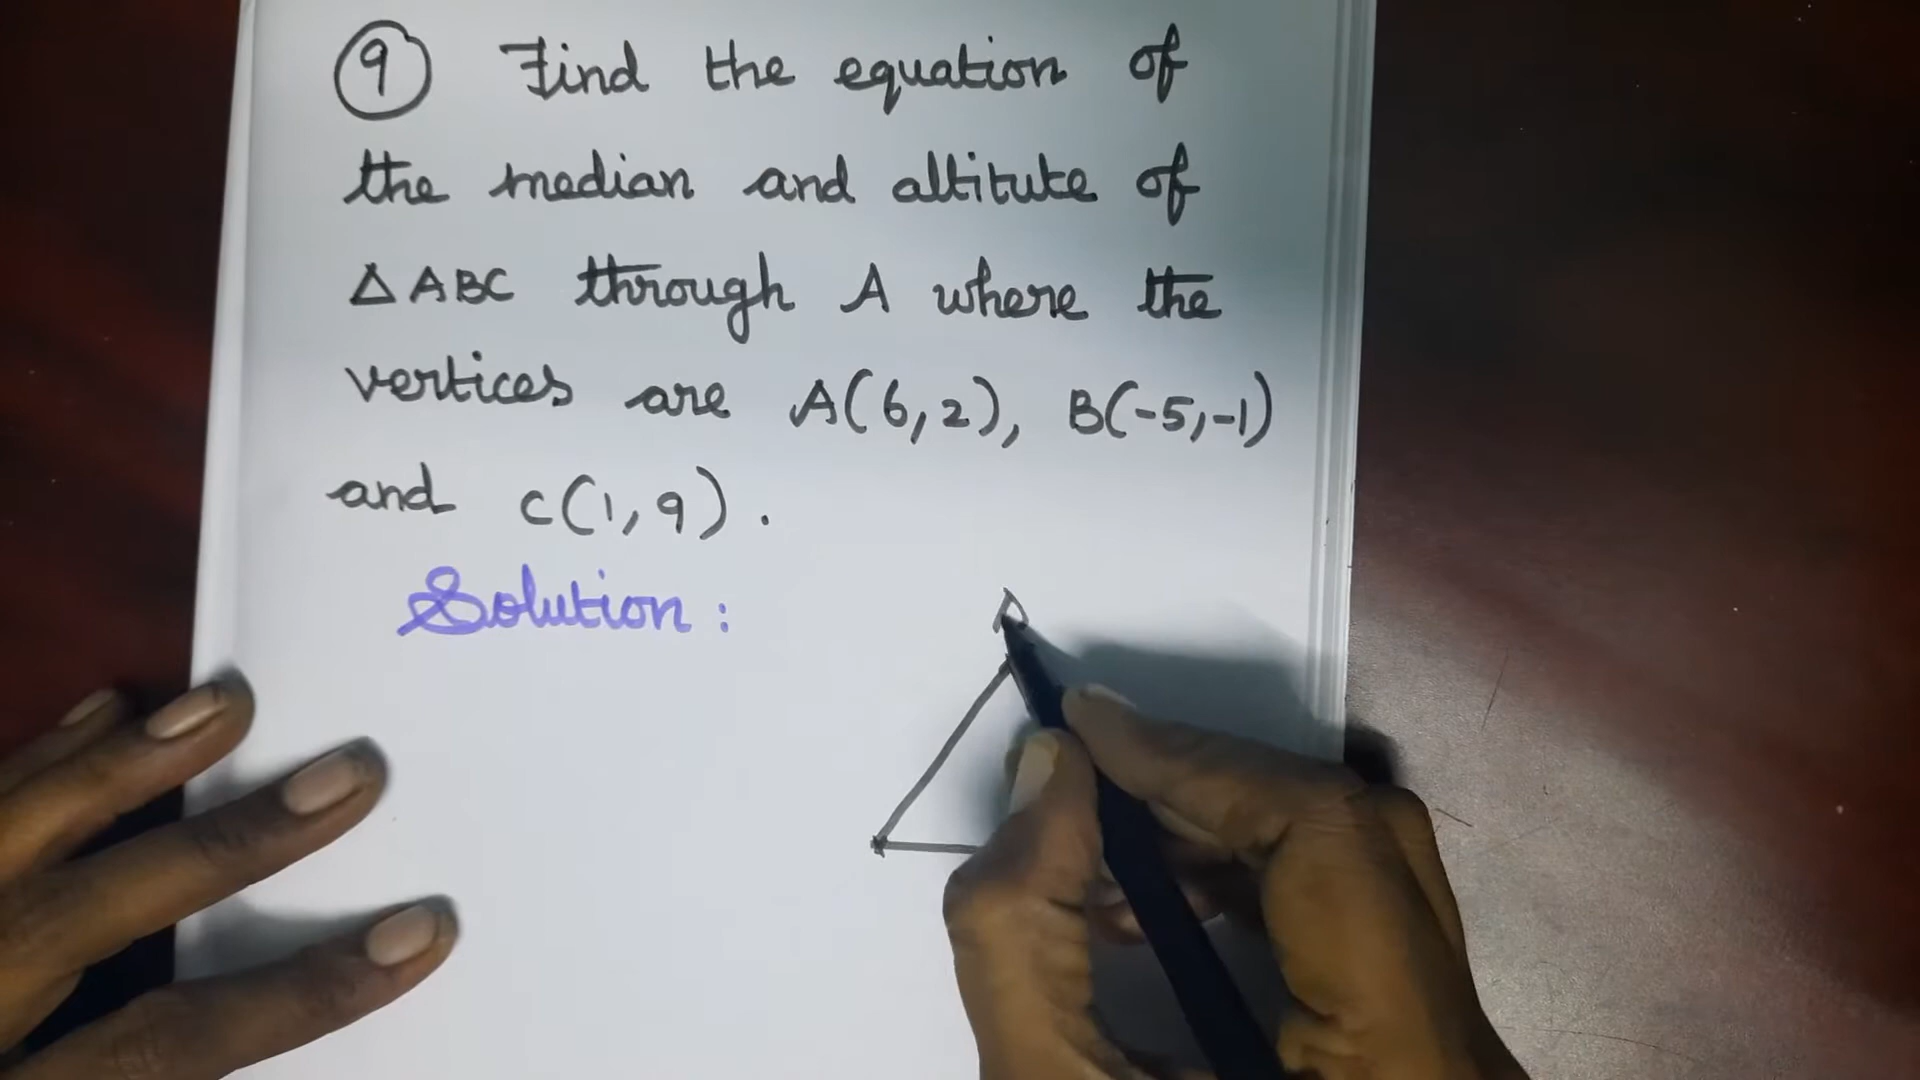 9 Find the equation of
the median and altitute of
△ABC through A where the
vertices are A(6,2), B(-5,-1)
and C(1,9).
Solution:
A